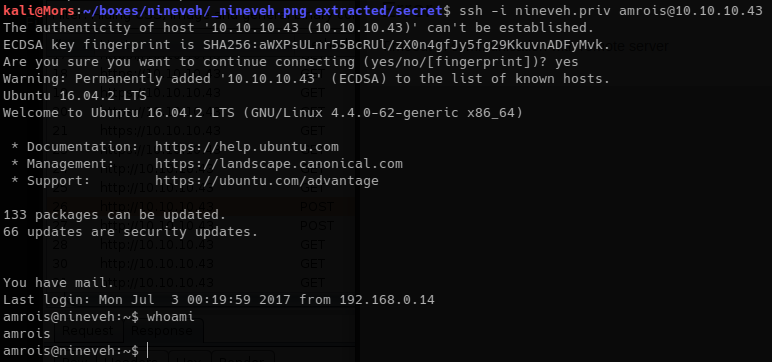 kali@Mors:~/boxes/nineveh/_nineveh.png.extracted/secret$ ssh -i nineveh.priv amrois@10.10.10.43
The authenticity of host '10.10.10.43 (10.10.10.43)' can't be established.
ECDSA key fingerprint is SHA256:aWXPsULnr55BcRUl/zX0n4gfJy5fg29KkuvnADFyMvk.
Are you sure you want to continue connecting (yes/no/[fingerprint])? yes
Warning: Permanently added '10.10.10.43' (ECDSA) to the list of known hosts.
Ubuntu 16.04.2 LTS
Welcome to Ubuntu 16.04.2 LTS (GNU/Linux 4.4.0-62-generic x86_64)
* Documentation: https://help.ubuntu.com
* Management: https://landscape.canonical.com
* Support: https://ubuntu.com/advantage
133 packages can be updated.
66 updates are security updates.
You have mail.
Last login: Mon Jul 3 00:19:59 2017 from 192.168.0.14
amrois@nineveh:~$ whoami
amrois
amrois@nineveh:~$